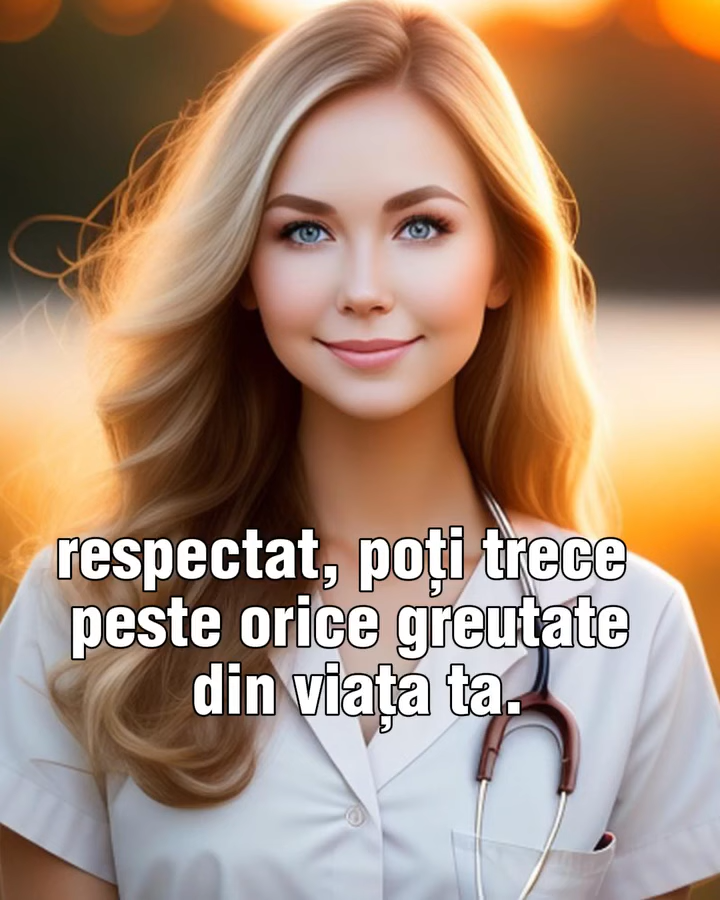 respectat, poți trece
peste orice greutate
din viața ta.